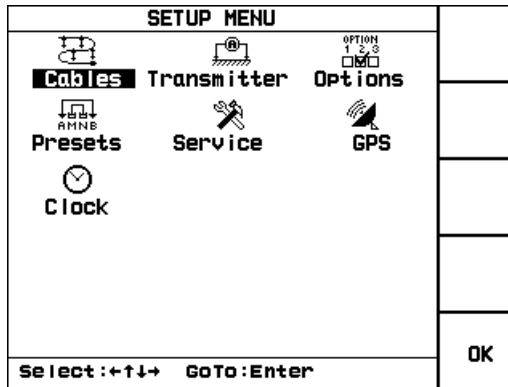 SETUP MENU
OPTION
1 2,3
Cables Transmitter Options
A
AMNB
Presets Service GPS
Clock
OK
Select:←↑↓→ GoTo:Enter